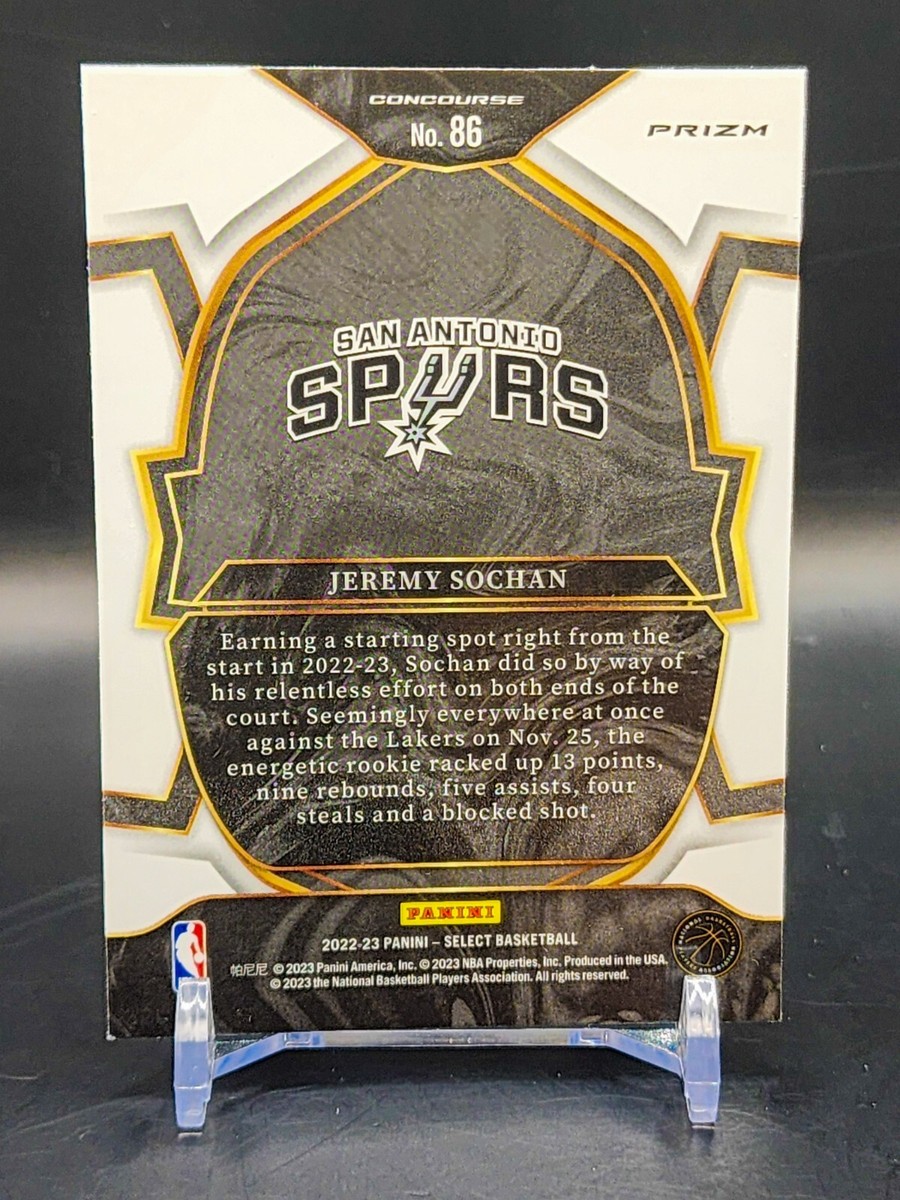 CONCOURSE
No. 86
PRIZM
SAN ANTONIO
SPURS
JEREMY SOCHAN
Earning a starting spot right from the
start in 2022-23, Sochan did so by way of
his relentless effort on both ends of the
court. Seemingly everywhere at once
against the Lakers on Nov. 25, the
energetic rookie racked up 13 points,
nine rebounds, five assists, four
steals and a blocked shot.
PANINI
2022-23 PANINI – SELECT BASKETBALL
帕尼尼 © 2023 Panini America, Inc. © 2023 NBA Properties, Inc. Produced in the USA.
© 2023 the National Basketball Players Association. All rights reserved.
NATIONAL BASKETBALL
PLAYERS ASSOCIATION